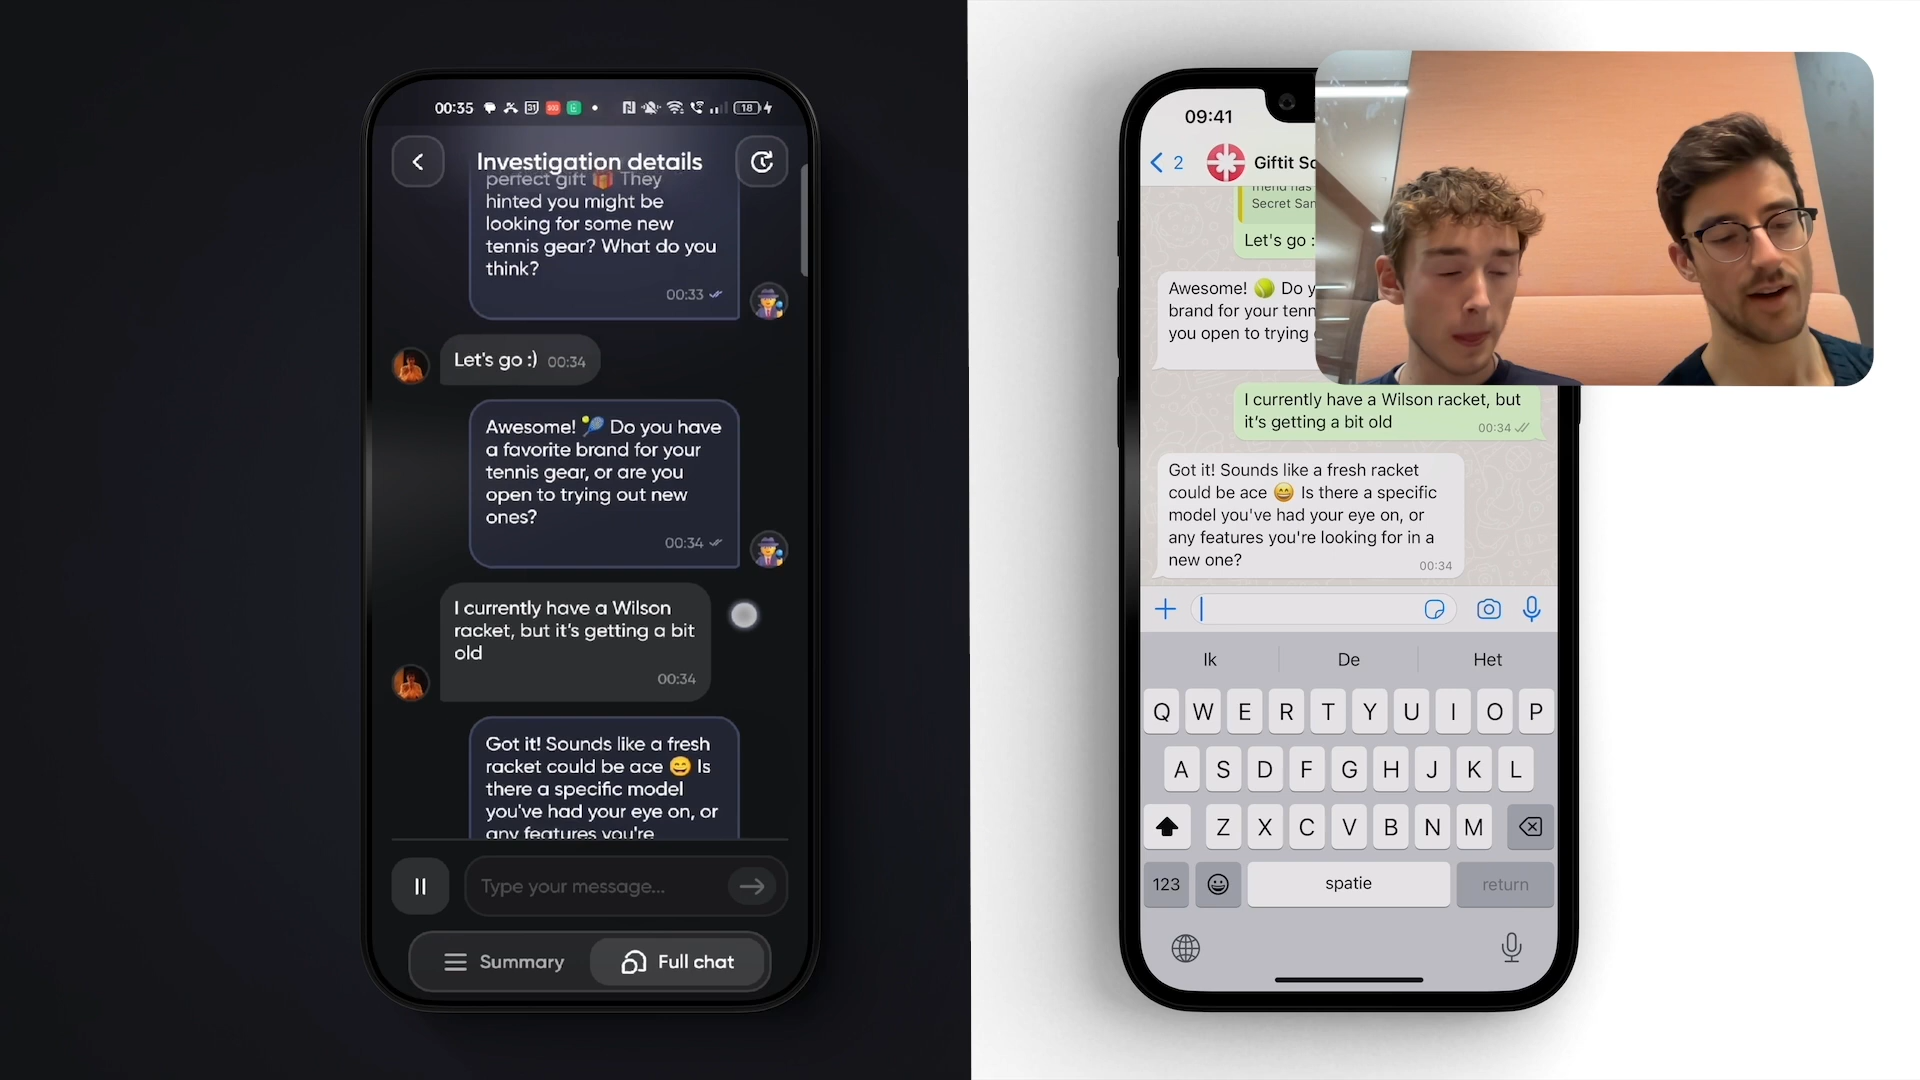 00:35
31
SOS
18
Investigation details
perfect gift 🎁 They
hinted you might be
looking for some new
tennis gear? What do you
think?
00:33
Let's go :) 00:34
Awesome! 🎾 Do you have
a favorite brand for your
tennis gear, or are you
open to trying out new
ones?
00:34
I currently have a Wilson
racket, but it's getting a bit
old
00:34
Got it! Sounds like a fresh
racket could be ace 😄 Is
there a specific model
you've had your eye on, or
any features you're
Type your message...
Summary
Full chat
09:41
2
Giftit
friend has
Secret
Let's go :
Awesome! 🎾 Do
brand for your
you open to trying
I currently have a Wilson racket, but
it's getting a bit old
00:34
Got it! Sounds like a fresh racket
could be ace 😄 Is there a specific
model you've had your eye on, or
any features you're looking for in a
new one?
00:34
Ik De Het
Q W E R T Y U I O P
A S D F G H J K L
Z X C V B N M
123 spatie return